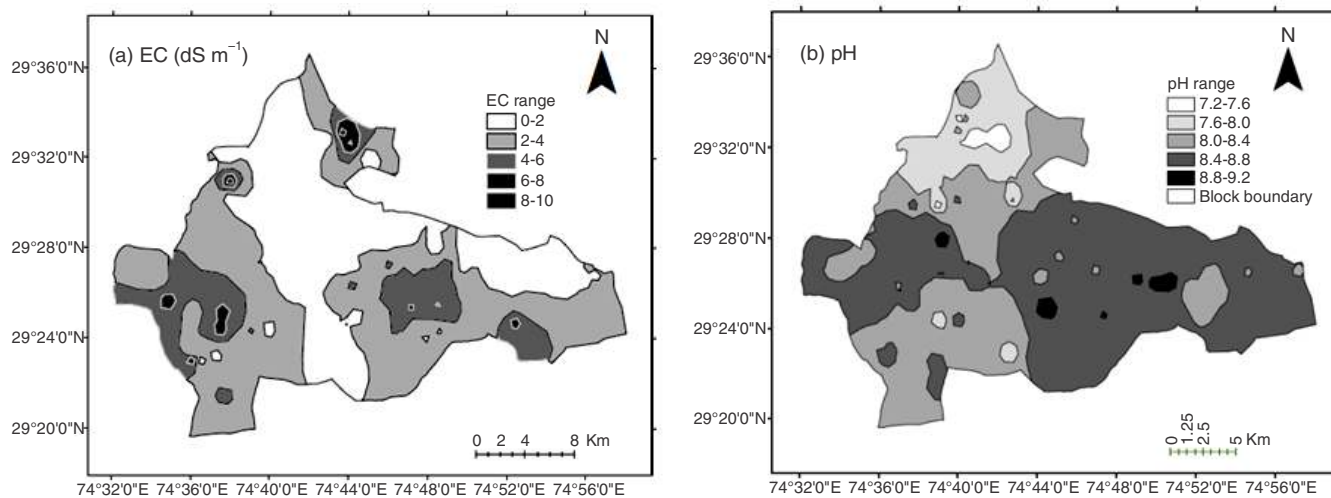 (a) EC (dS m⁻¹)
N
EC range
0-2
2-4
4-6
6-8
8-10
29°36'0"N
29°32'0"N
29°28'0"N
29°24'0"N
29°20'0"N
0 2 4 8 Km
74°32'0"E 74°36'0"E 74°40'0"E 74°44'0"E 74°48'0"E 74°52'0"E 74°56'0"E
(b) pH
N
pH range
7.2-7.6
7.6-8.0
8.0-8.4
8.4-8.8
8.8-9.2
Block boundary
29°36'0"N
29°32'0"N
29°28'0"N
29°24'0"N
29°20'0"N
0 1.25 2.5 5 Km
74°32'0"E 74°36'0"E 74°40'0"E 74°44'0"E 74°48'0"E 74°52'0"E 74°56'0"E